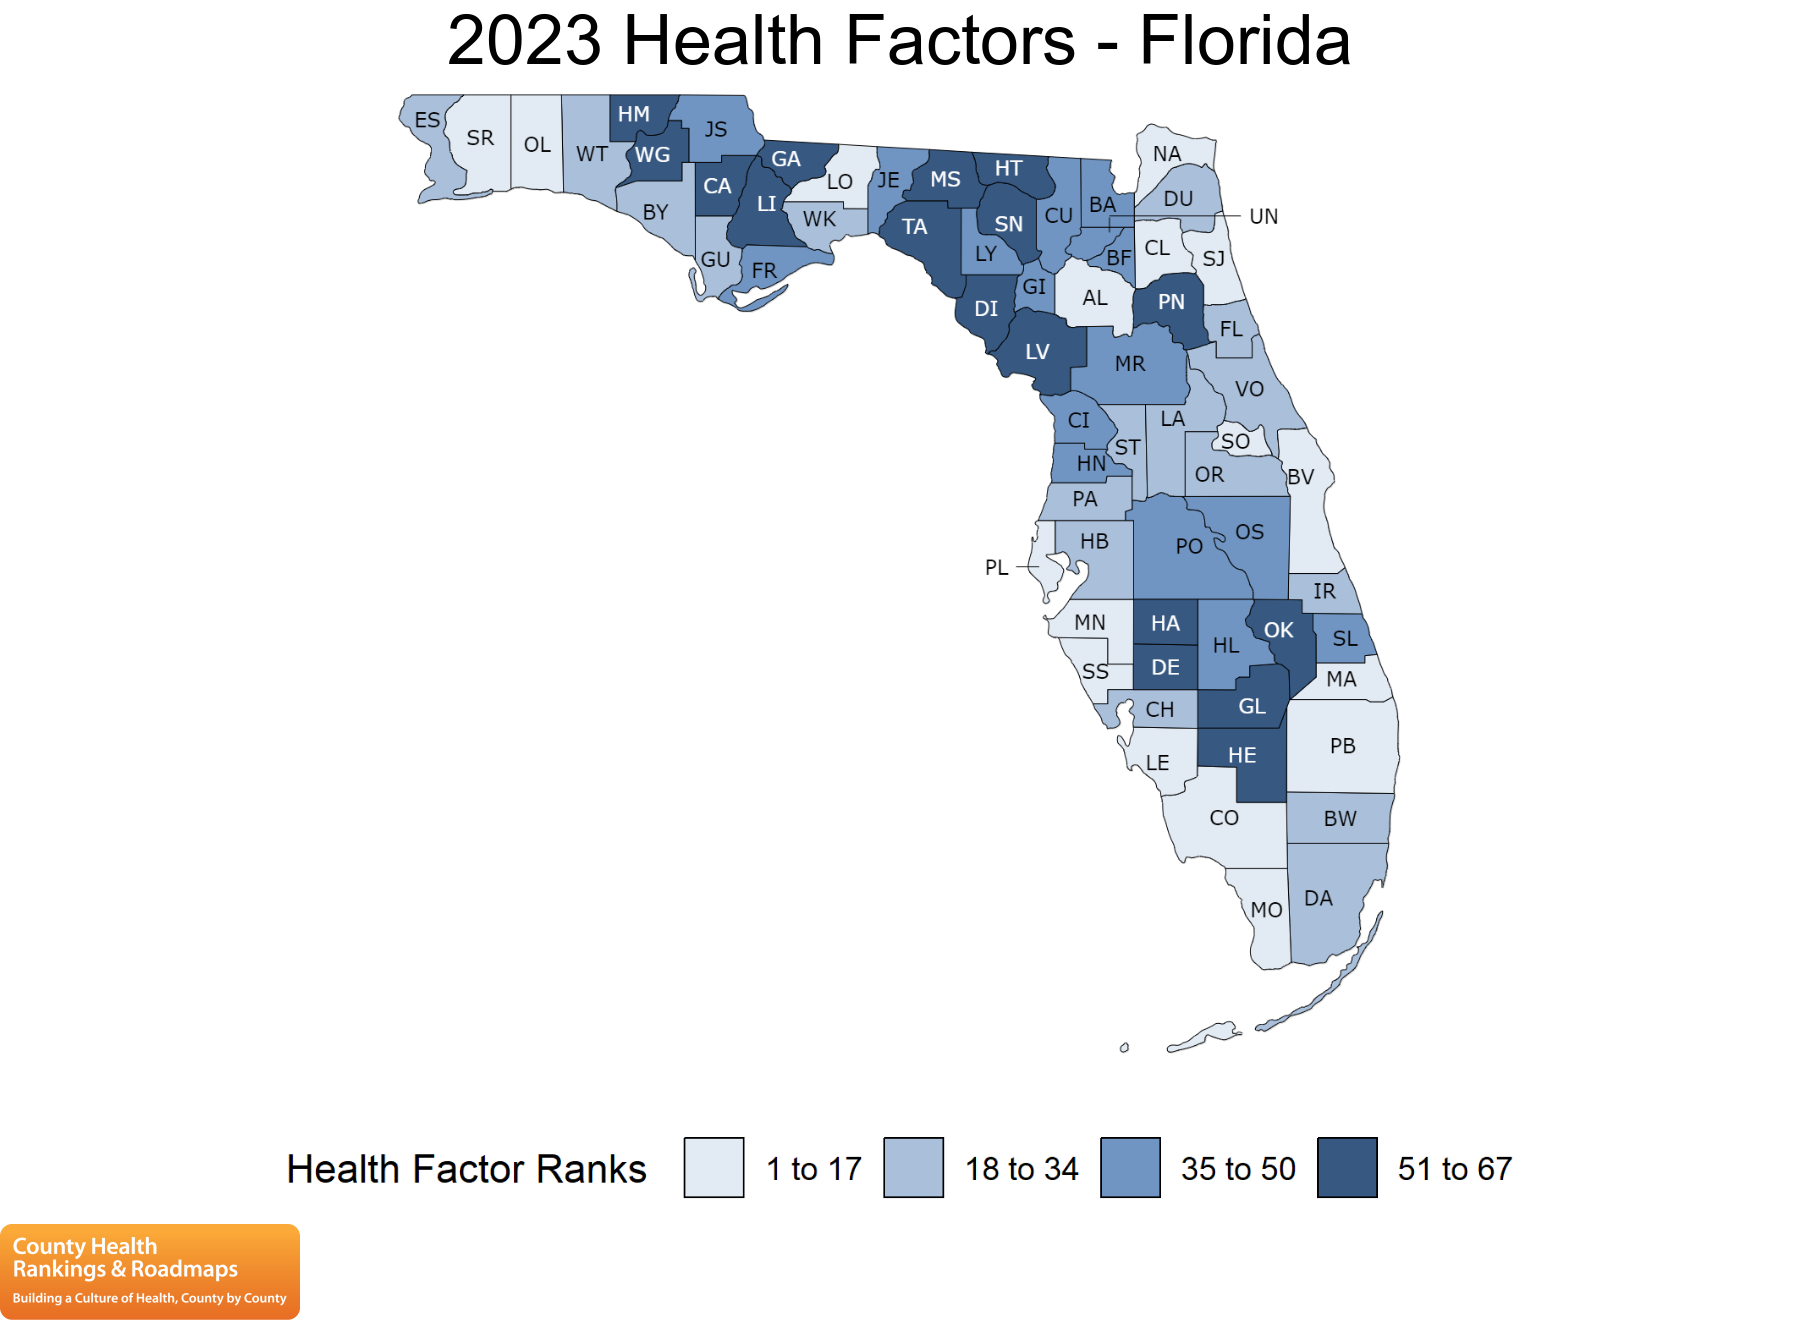 2023 Health Factors - Florida
ES
SR
OL
WT
HM
WG
JS
BY
CA
GA
LI
GU
FR
LO
WK
JE
MS
HT
TA
SN
LY
CU
BA
NA
DU
UN
BF
CL
SJ
GI
AL
PN
DI
LV
MR
FL
VO
CI
ST
LA
SO
HN
OR
BV
PA
HB
PO
OS
PL
IR
MN
HA
HL
OK
SL
SS
DE
MA
CH
GL
PB
LE
HE
CO
BW
MO
DA
Health Factor Ranks 1 to 17 18 to 34 35 to 50 51 to 67
County Health
Rankings & Roadmaps
Building a Culture of Health, County by County